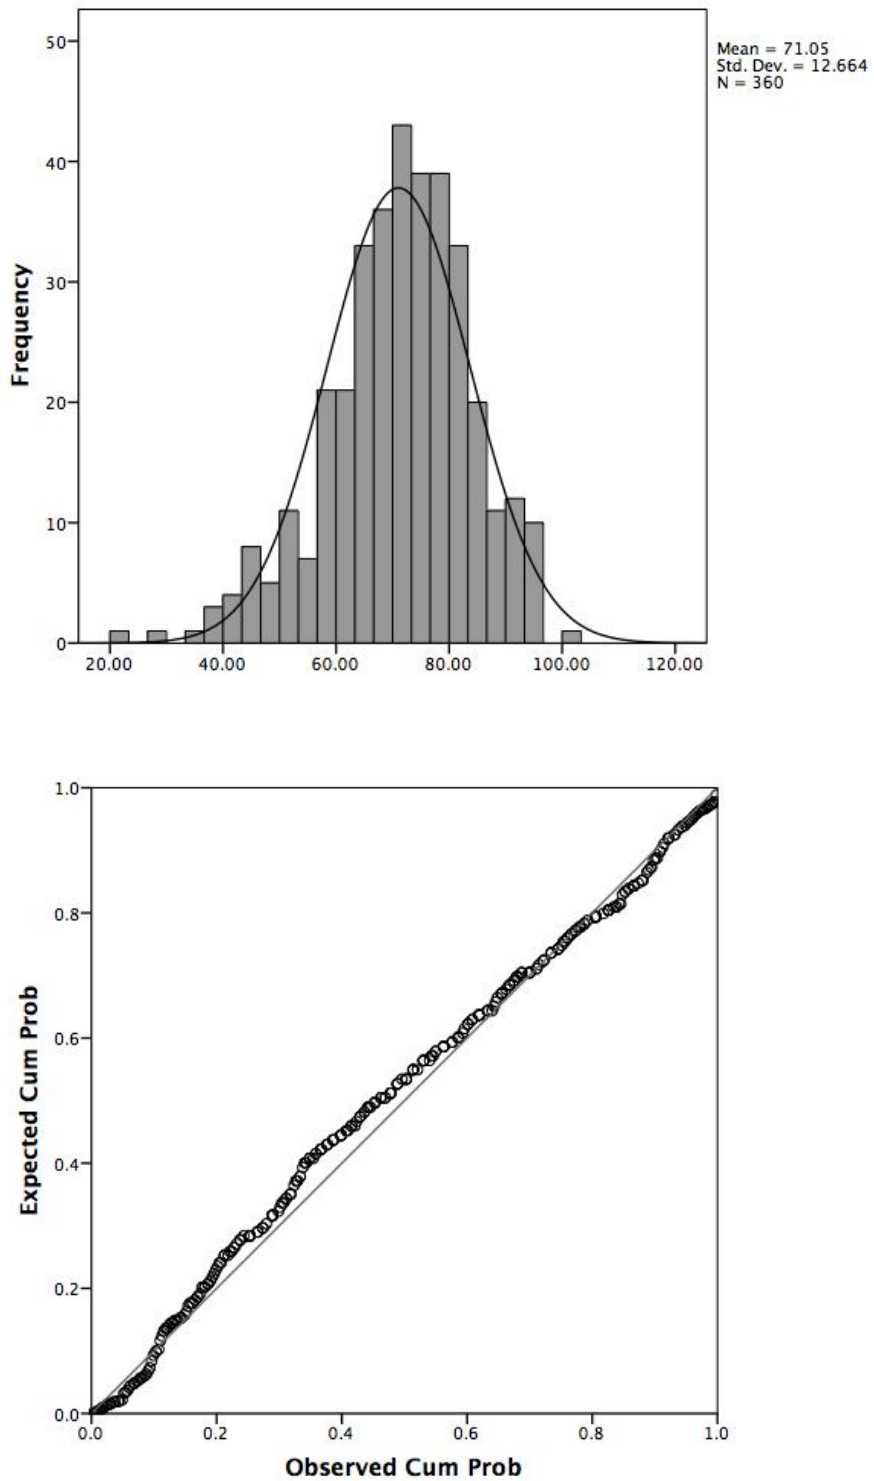 Mean = 71.05
Std. Dev. = 12.664
N = 360
50
40
30
20
10
0
Frequency
20.00 40.00 60.00 80.00 100.00 120.00
1.0
0.8
0.6
0.4
0.2
0.0
Expected Cum Prob
0.0 0.2 0.4 0.6 0.8 1.0
Observed Cum Prob